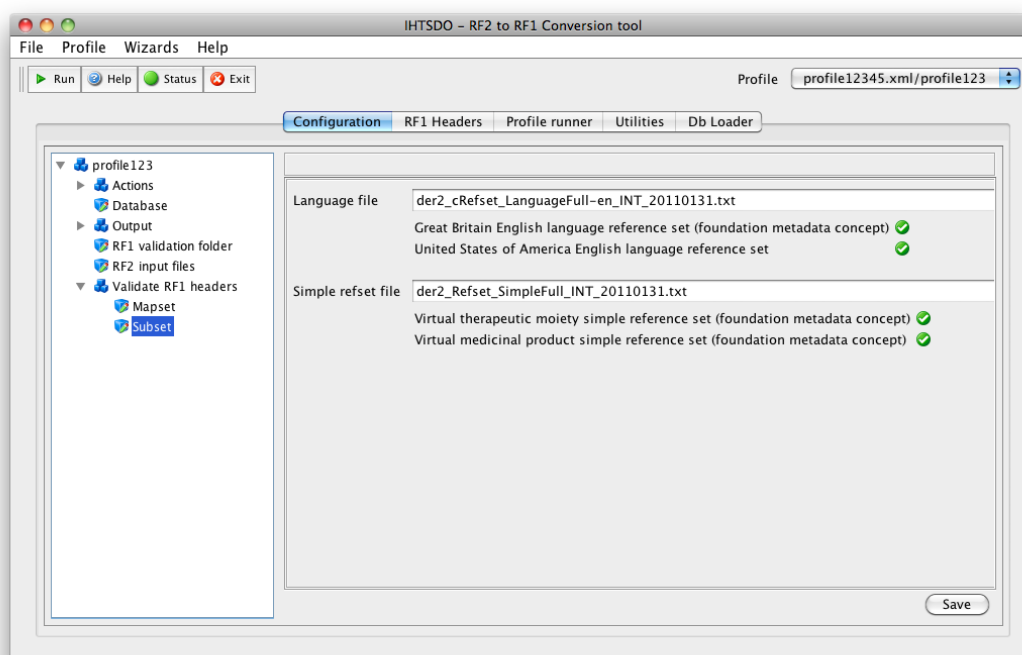 IHTSDO - RF2 to RF1 Conversion tool
File Profile Wizards Help
Run Help Status Exit Profile profile12345.xml/profile123
Configuration RF1 Headers Profile runner Utilities Db Loader
profile123
Actions
Database
Output
RF1 validation folder
RF2 input files
Validate RF1 headers
Mapset
Subset
Language file der2_cRefset_LanguageFull-en_INT_20110131.txt
Great Britain English language reference set (foundation metadata concept)
United States of America English language reference set
Simple refset file der2_Refset_SimpleFull_INT_20110131.txt
Virtual therapeutic moiety simple reference set (foundation metadata concept)
Virtual medicinal product simple reference set (foundation metadata concept)
Save